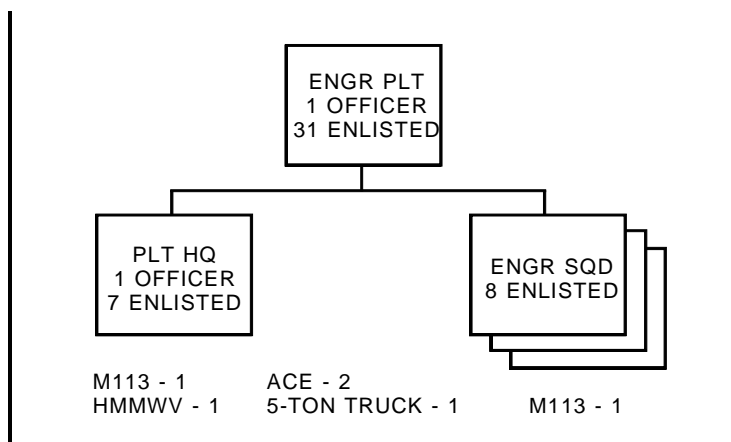 ENGR PLT
1 OFFICER
31 ENLISTED
PLT HQ
1 OFFICER
7 ENLISTED
ENGR SQD
8 ENLISTED
M113 - 1 ACE - 2
HMMWV - 1 5-TON TRUCK - 1 M113 - 1